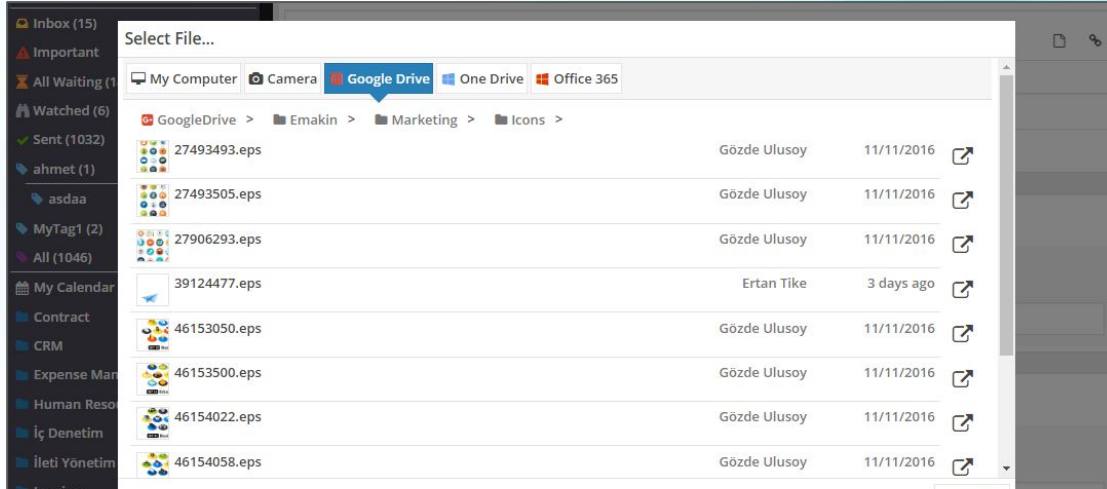 Inbox (15)
Important
All Waiting (1
Watched (6)
Sent (1032)
ahmet (1)
asdaa
MyTag1 (2)
All (1046)
My Calendar
Contract
CRM
Expense Man
Human Reso
İç Denetim
İleti Yönetim
Select File...
My Computer Camera Google Drive One Drive Office 365
GoogleDrive > Emakin > Marketing > Icons >
27493493.eps Gözde Ulusoy 11/11/2016
27493505.eps Gözde Ulusoy 11/11/2016
27906293.eps Gözde Ulusoy 11/11/2016
39124477.eps Ertan Tike 3 days ago
46153050.eps Gözde Ulusoy 11/11/2016
46153500.eps Gözde Ulusoy 11/11/2016
46154022.eps Gözde Ulusoy 11/11/2016
46154058.eps Gözde Ulusoy 11/11/2016